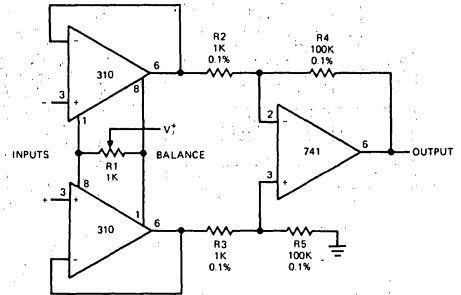 R2
1K
0.1%
R4
100K
0.1%
6
−
310
8
3
− +
1
V+
2
−
INPUTS
R1
1K
BALANCE
741
6
OUTPUT
8
3
+ +
3
+
1
310
6
−
R3
1K
0.1%
R5
100K
0.1%